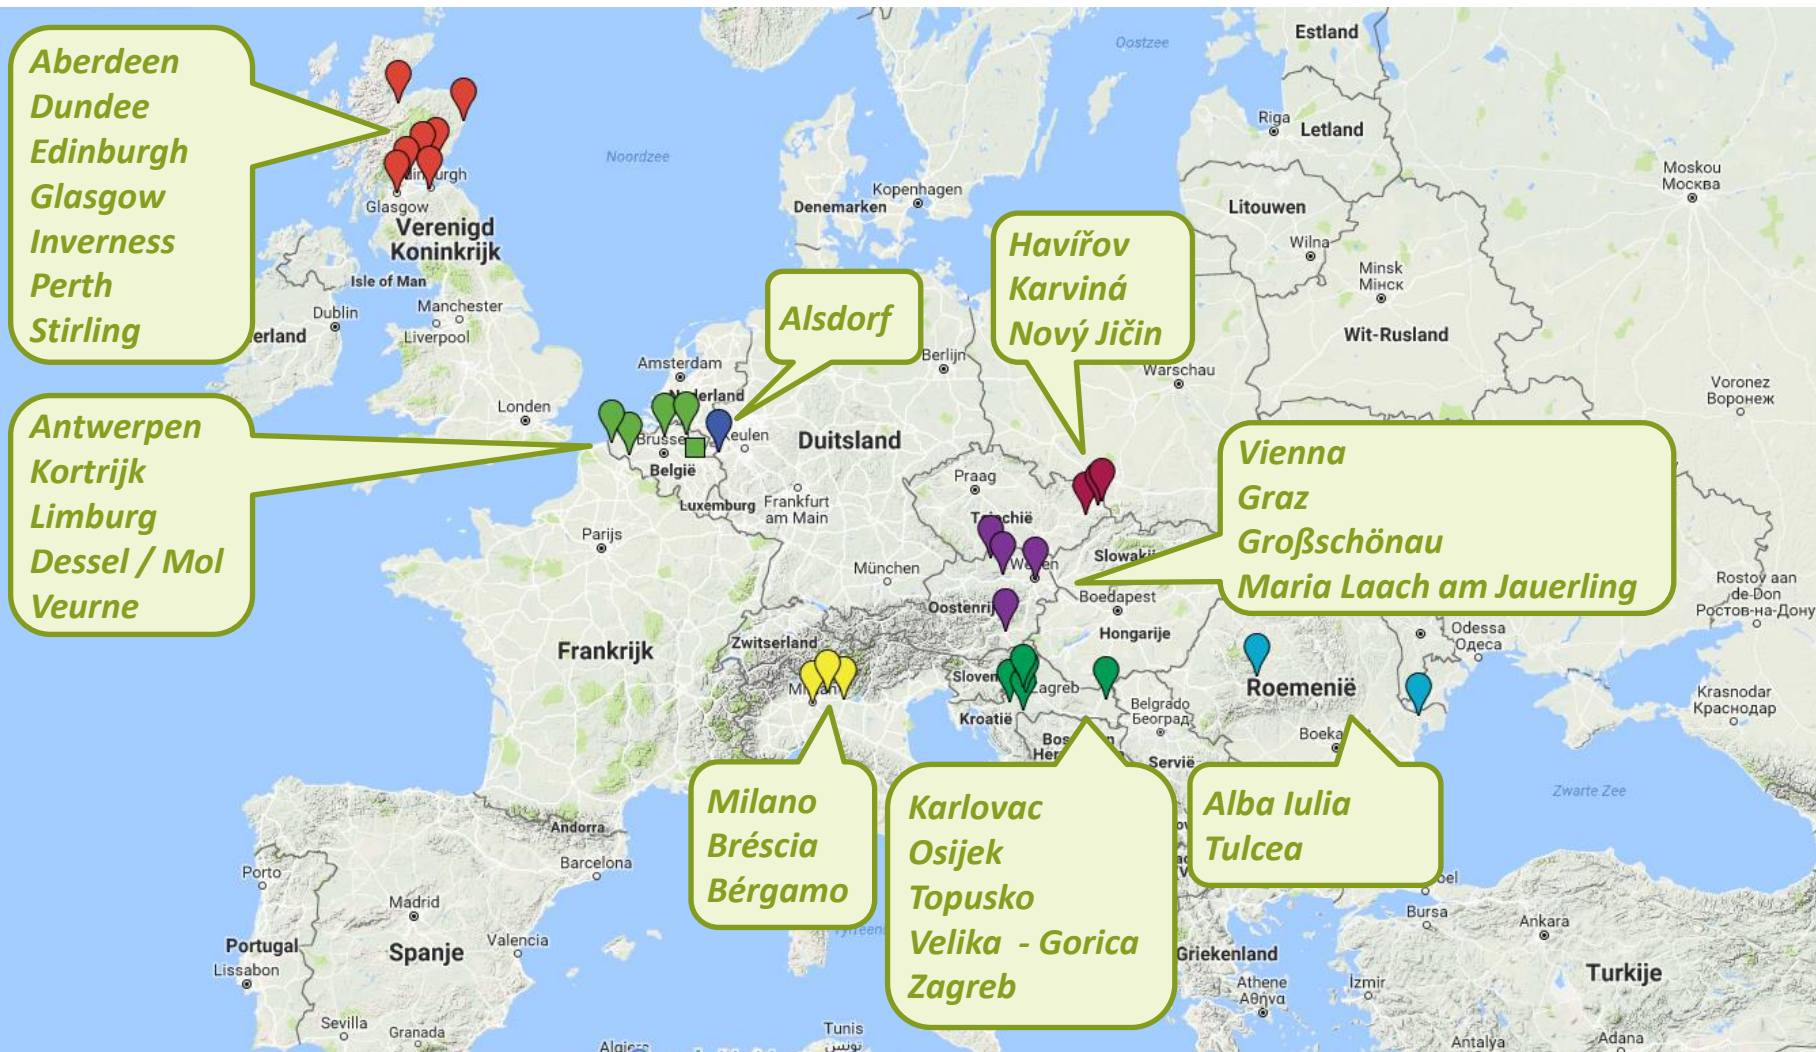 Aberdeen
Dundee
Edinburgh
Glasgow
Inverness
Perth
Stirling
Antwerpen
Kortrijk
Limburg
Dessel / Mol
Veurne
Alsdorf
Havířov
Karviná
Nový Jičin
Vienna
Graz
Großschönau
Maria Laach am Jauerling
Milano
Bréscia
Bérgamo
Karlovac
Osijek
Topusko
Velika - Gorica
Zagreb
Alba Iulia
Tulcea
Oostzee
Estland
Riga
Letland
Moskou
Москва
Noordzee
Kopenhagen
Denemarken
Litouwen
Wilna
Minsk
Мінск
Wit-Rusland
Glasgow
Verenigd
Koninkrijk
Isle of Man
Manchester
Dublin
Liverpool
Londen
Amsterdam
Berlijn
Warschau
Voronez
Воронеж
Duitsland
België
Luxemburg
Frankfurt
am Main
Praag
Parijs
München
Slowakije
Boedapest
Hongarije
Rostov aan
de Don
Ростов-на-Дону
Odessa
Одеса
Zwitserland
Frankrijk
Zagreb
Roemenië
Belgrado
Београд
Krasnodar
Краснодар
Kroatië
Servië
Zwarte Zee
Andorra
Barcelona
Porto
Madrid
Portugal
Spanje
Valencia
Lissabon
Sevilla
Granada
Tunis
تونس
Griekenland
Athene
Αθήνα
Bursa
Ankara
İzmir
Turkije
Antalya
Adana